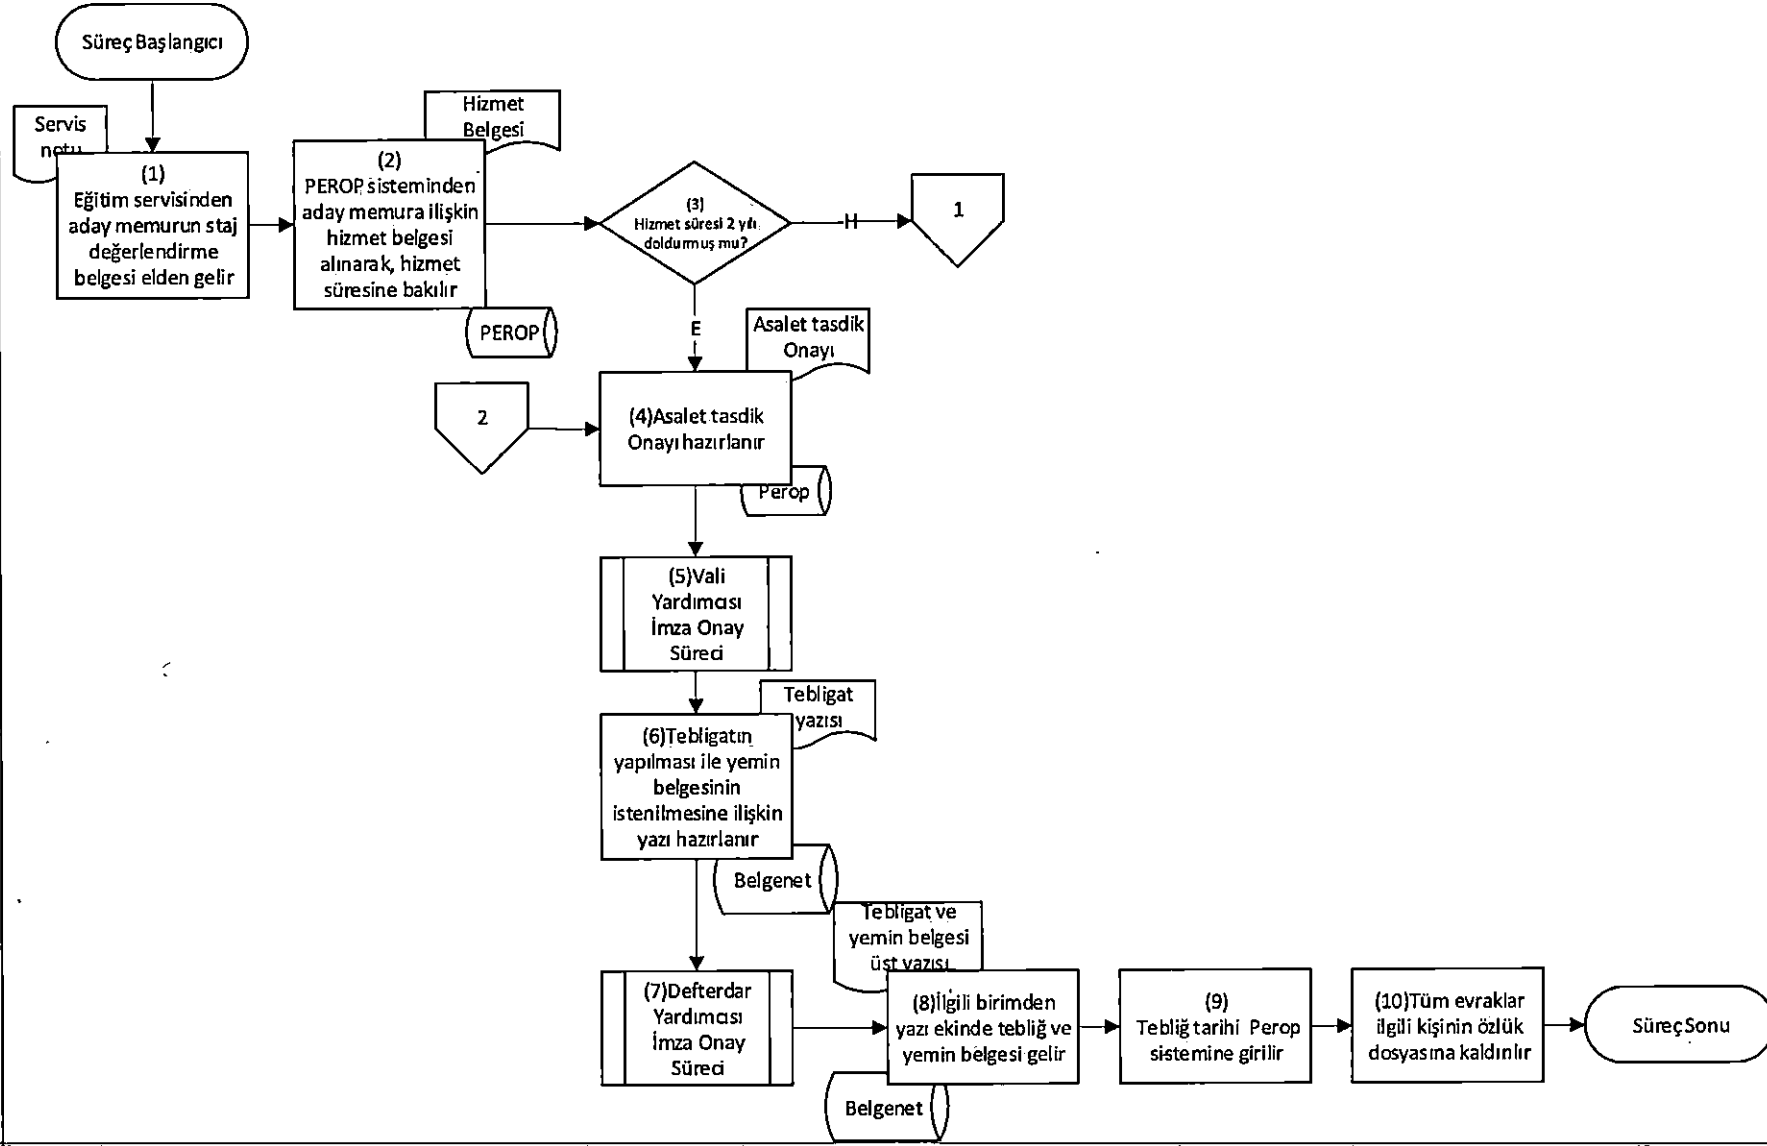 Süreç Başlangıcı
Servis
notu
(1)
Eğitim servisinden
aday memurun staj
değerlendirme
belgesi elden gelir
Hizmet
Belgesi
(2)
PEROP sisteminden
aday memura ilişkin
hizmet belgesi
alınarak, hizmet
süresine bakılır
PEROP
(3)
Hizmet süresi 2 yılı
doldurmuş mu?
H
1
E
Asalet tasdik
Onayı
2
(4)Asalet tasdik
Onayı hazırlanır
Perop
(5)Vali
Yardımcısı
İmza Onay
Süreci
Tebligat
yazısı
(6)Tebligatın
yapılması ile yemin
belgesinin
istenilmesine ilişkin
yazı hazırlanır
Belgenet
Tebligat ve
yemin belgesi
üst yazısı
(7)Defterdar
Yardımcısı
İmza Onay
Süreci
(8)İlgili birimden
yazı ekinde tebliğ ve
yemin belgesi gelir
Belgenet
(9)
Tebliğ tarihi Perop
sistemine girilir
(10)Tüm evraklar
ilgili kişinin özlük
dosyasına kaldırılır
Süreç Sonu